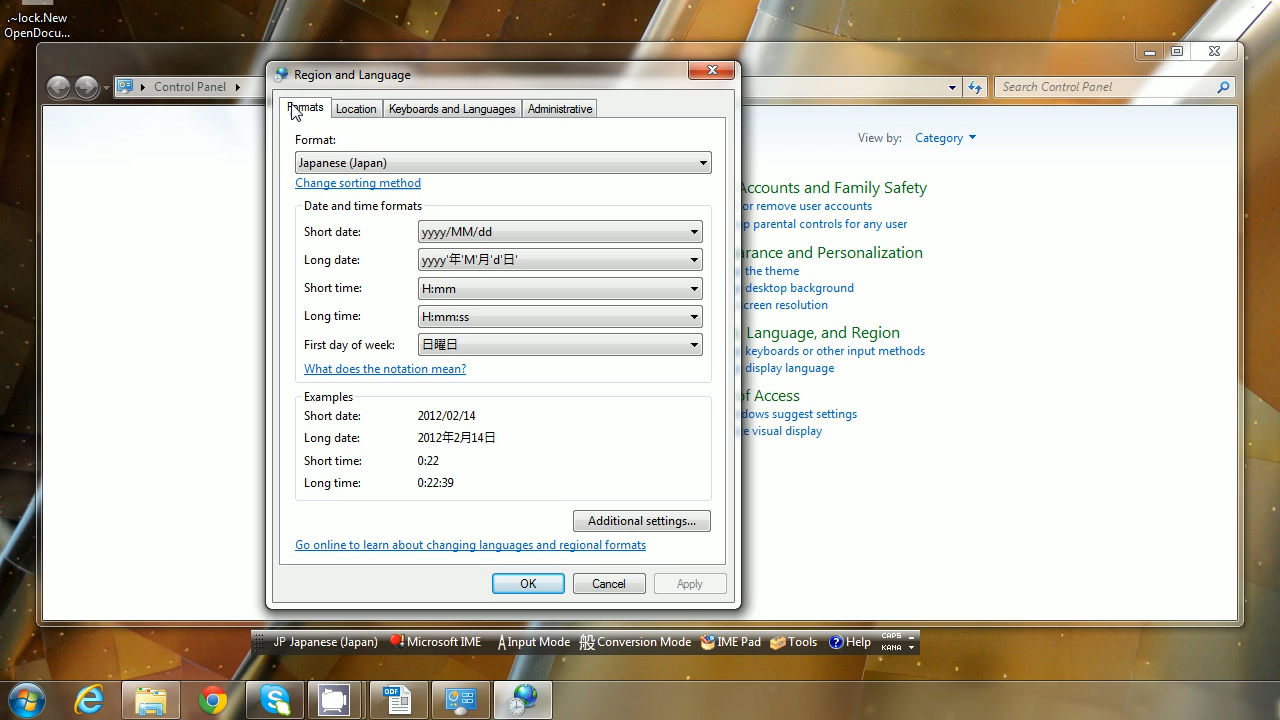 .~lock.New
OpenDocu...
Control Panel
Search Control Panel
Region and Language
Formats
Location
Keyboards and Languages
Administrative
View by: Category
Format:
Japanese (Japan)
Change sorting method
Date and time formats
Short date: yyyy/MM/dd
Long date: yyyy'年'M'月'd'日'
Short time: H:mm
Long time: H:mm:ss
First day of week: 日曜日
What does the notation mean?
Examples
Short date: 2012/02/14
Long date: 2012年2月14日
Short time: 0:22
Long time: 0:22:39
Additional settings...
Go online to learn about changing languages and regional formats
OK
Cancel
Apply
Accounts and Family Safety
or remove user accounts
parental controls for any user
and Personalization
the theme
desktop background
resolution
Language, and Region
keyboards or other input methods
display language
of Access
suggest settings
visual display
JP Japanese (Japan)
Microsoft IME
A Input Mode
般 Conversion Mode
IME Pad
Tools
? Help
CAPS
KANA
ODF